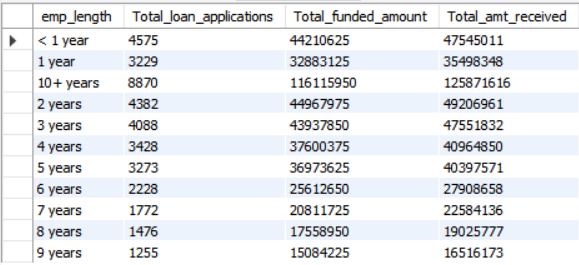 emp_length Total_loan_applications Total_funded_amount Total_amt_received
< 1 year 4575 44210625 47545011
1 year 3229 32883125 35498348
10+ years 8870 116115950 125871616
2 years 4382 44967975 49206961
3 years 4088 43937850 47551832
4 years 3428 37600375 40964850
5 years 3273 36973625 40397571
6 years 2228 25612650 27908658
7 years 1772 20811725 22584136
8 years 1476 17558950 19025777
9 years 1255 15084225 16516173